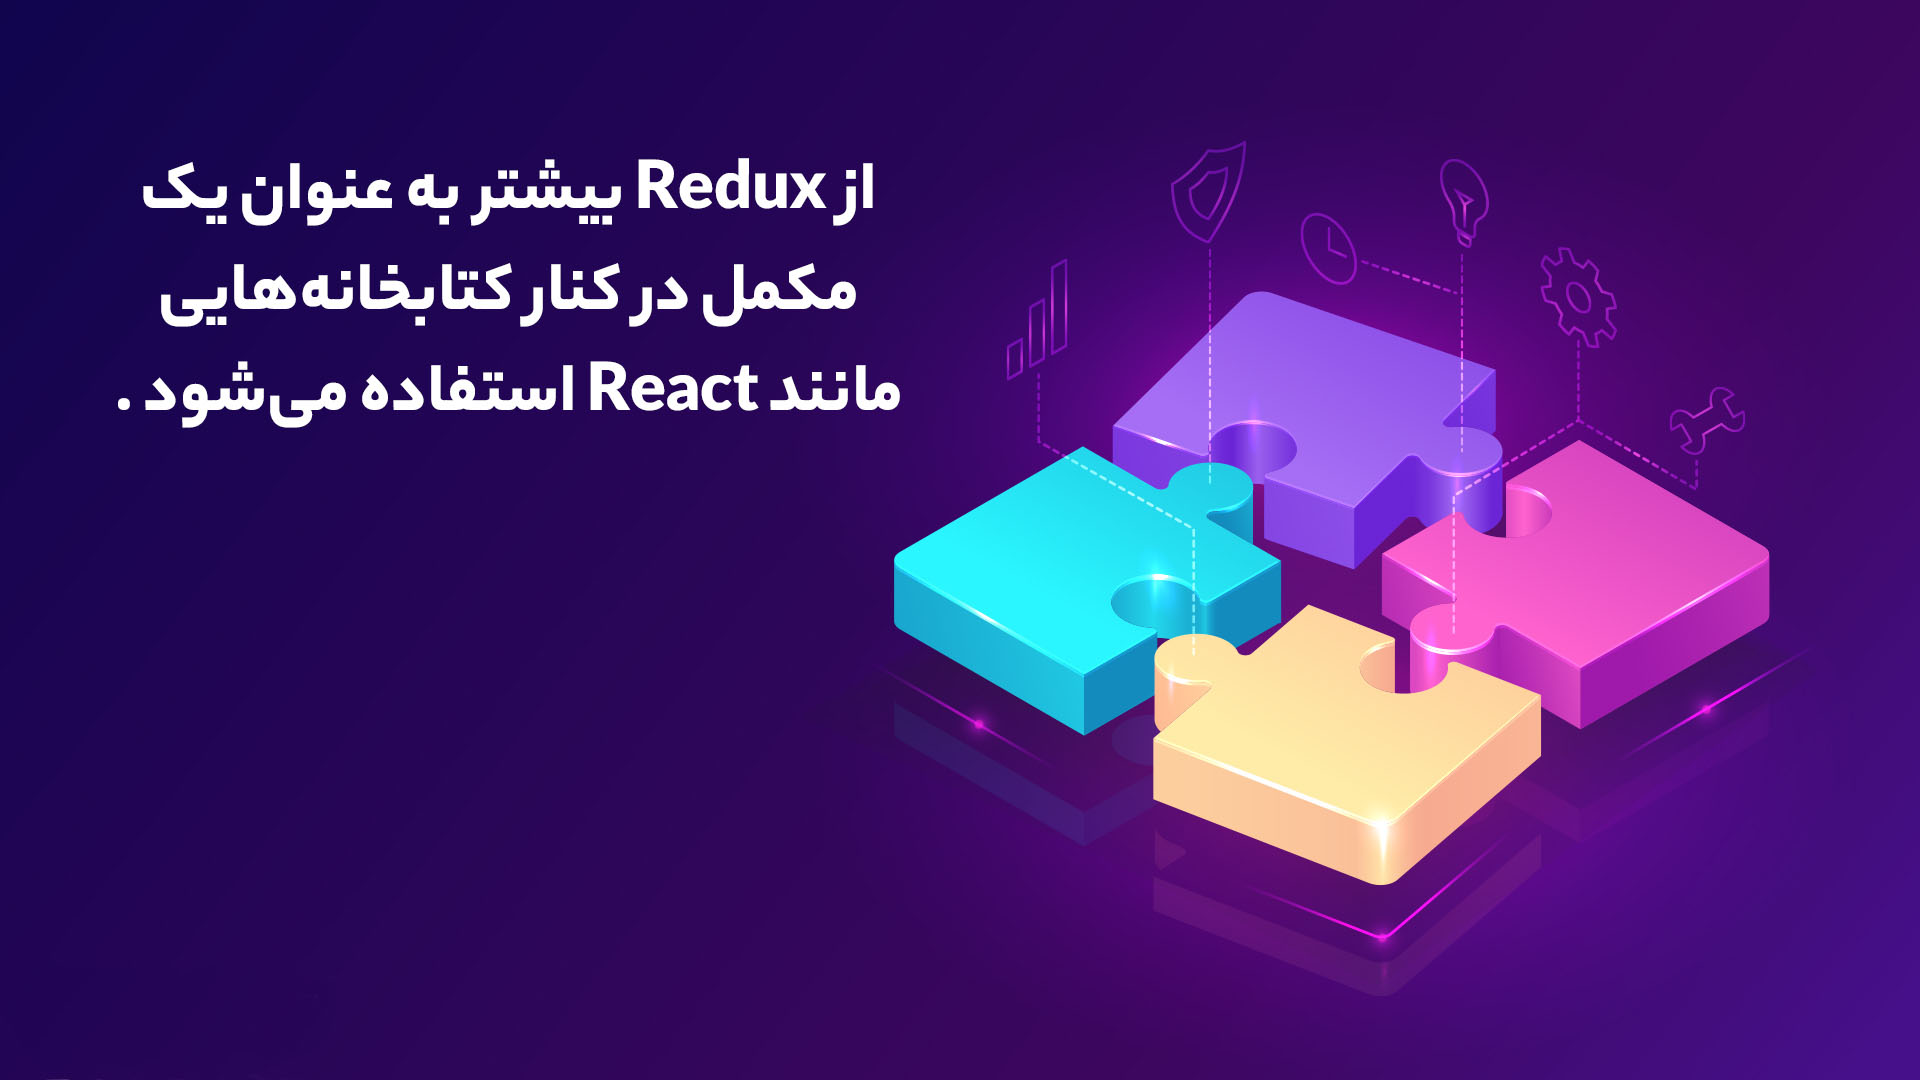 از Redux بیشتر به عنوان یک
مکمل در کنار کتابخانه‌هایی
مانند React استفاده می‌شود .